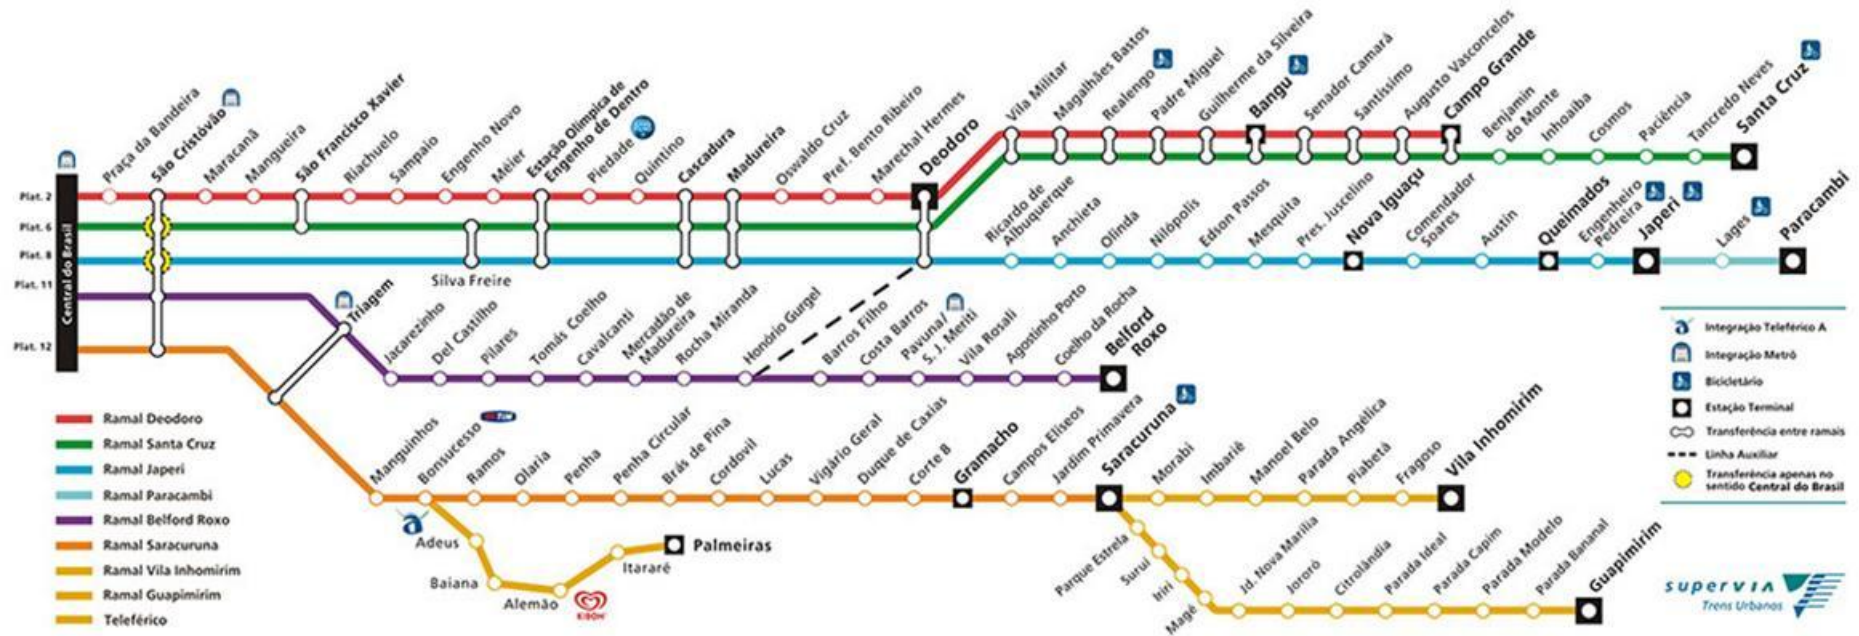 Praça da Bandeira
São Cristóvão
Maracanã
Mangueira
São Francisco Xavier
Riachuelo
Sampaio
Engenho Novo
Méier
Estação Olímpica de
Engenho de Dentro
Piedade
Quintino
Cascadura
Madureira
Oswaldo Cruz
Pref. Bento Ribeiro
Marechal Hermes
Deodoro
Vila Militar
Magalhães Bastos
Realengo
Padre Miguel
Guilherme da Silveira
Bangu
Senador Camará
Santíssimo
Augusto Vasconcelos
Campo Grande
Benjamin
do Monte
Inhoaíba
Cosmos
Paciência
Tancredo Neves
Santa Cruz
Plat. 2
Plat. 6
Plat. 8
Plat. 11
Plat. 12
Central do Brasil
Silva Freire
Ricardo de
Albuquerque
Anchieta
Olinda
Nilópolis
Edson Passos
Mesquita
Pres. Juscelino
Nova Iguaçu
Comendador
Soares
Austin
Queimados
Engenheiro
Pedreira
Japeri
Lages
Paracambi
Triagem
Jacarezinho
Del Castilho
Pilares
Tomás Coelho
Cavalcanti
Mercadão de
Madureira
Rocha Miranda
Honório Gurgel
Barros Filho
Costa Barros
Pavuna/
S. J. Meriti
Vila Rosali
Agostinho Porto
Coelho da Rocha
Belford
Roxo
Manguinhos
Bonsucesso
TIM
Ramos
Olaria
Penha
Penha Circular
Brás de Pina
Cordovil
Lucas
Vigário Geral
Duque de Caxias
Corte 8
Gramacho
Campos Elíseos
Jardim Primavera
Saracuruna
Morabi
Imbariê
Manoel Belo
Parada Angélica
Piabetá
Fragoso
Vila Inhomirim
Adeus
Baiana
Alemão
KIBON
Itararé
Palmeiras
Parque Estrela
Suruí
Iriri
Magé
Jd. Nova Marília
Jororó
Citrolândia
Parada Ideal
Parada Capim
Parada Modelo
Parada Bananal
Guapimirim
Ramal Deodoro
Ramal Santa Cruz
Ramal Japeri
Ramal Paracambi
Ramal Belford Roxo
Ramal Saracuruna
Ramal Vila Inhomirim
Ramal Guapimirim
Teleférico
Integração Teleférico A
Integração Metrô
Bicicletário
Estação Terminal
Transferência entre ramais
Linha Auxiliar
Transferência apenas no
sentido Central do Brasil
SUPERVIA
Trens Urbanos